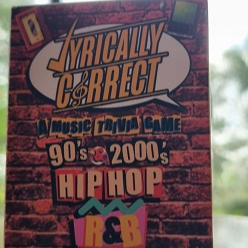 LYRICALLY
CORRECT
A MUSIC TRIVIA GAME
90's & 2000's
HIP HOP
R&B